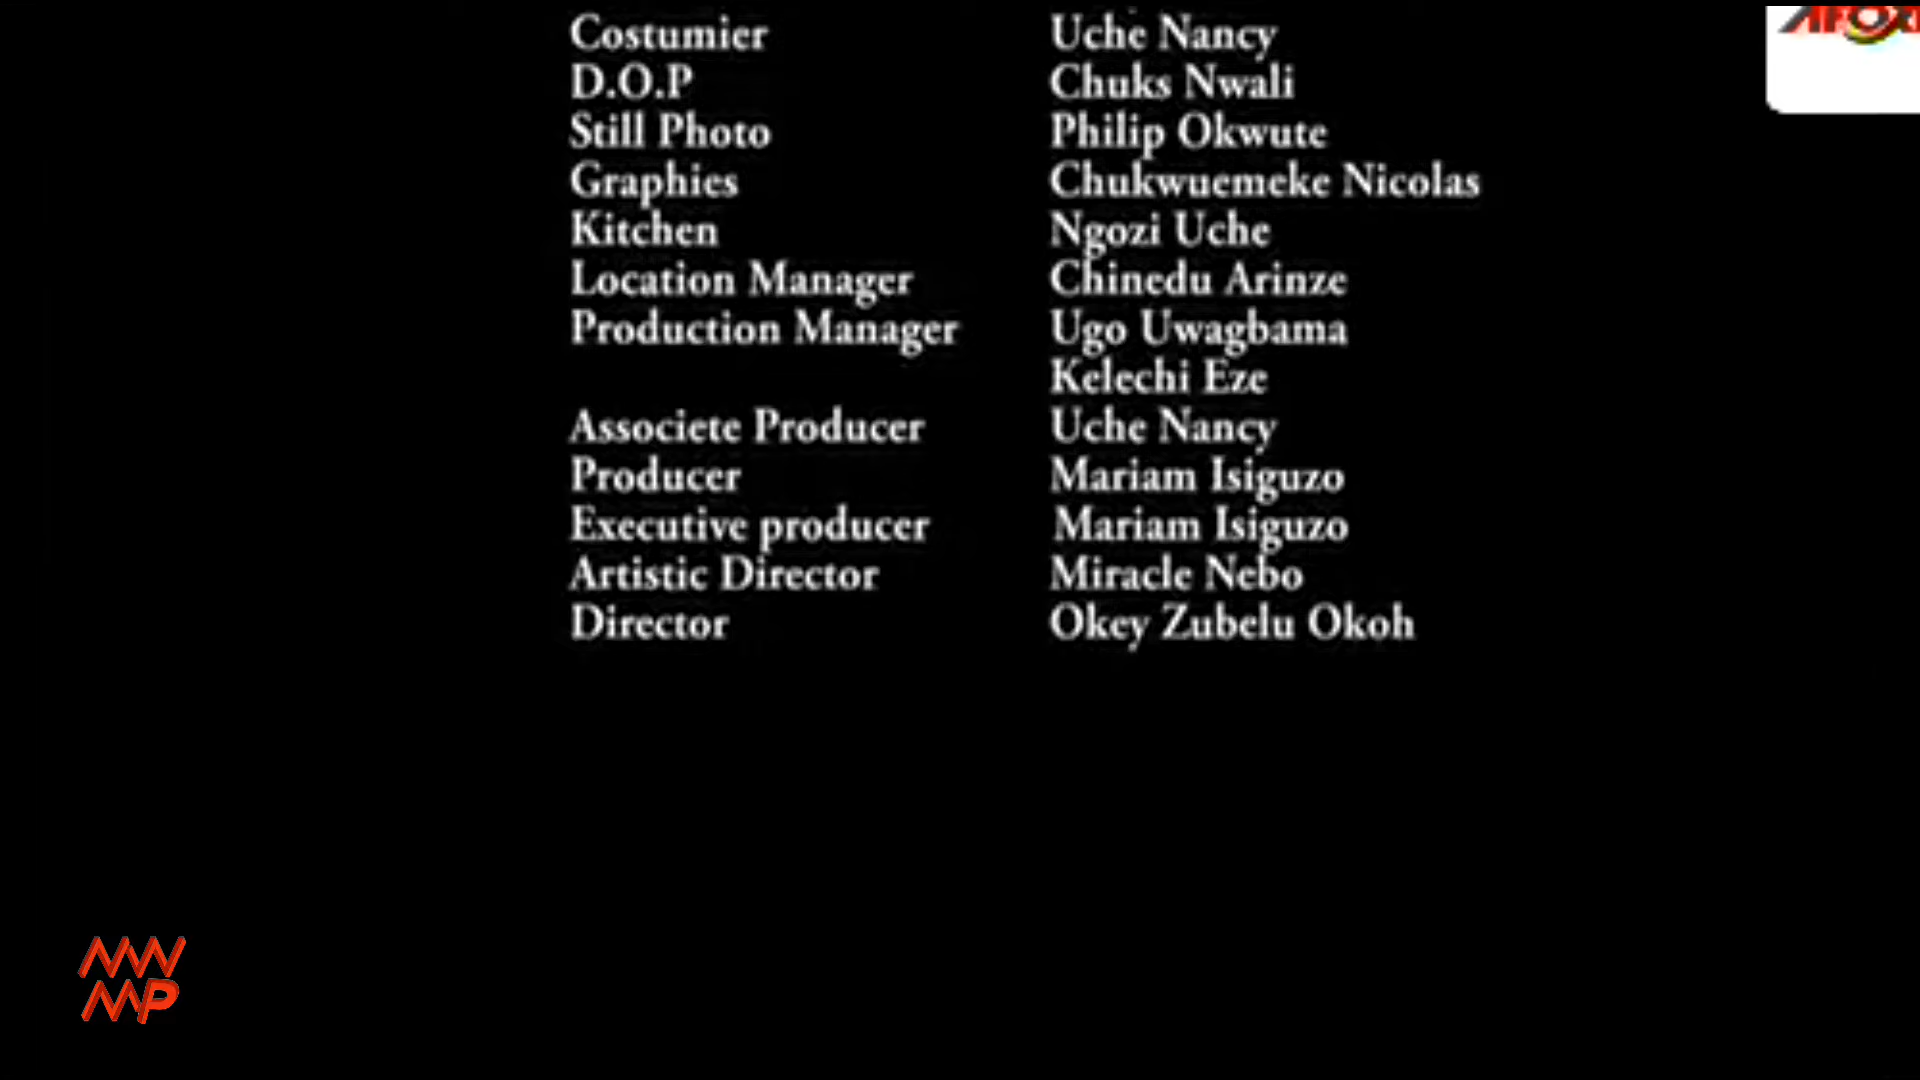 Costumier Uche Nancy
D.O.P Chuks Nwali
Still Photo Philip Okwute
Graphies Chukwuemeke Nicolas
Kitchen Ngozi Uche
Location Manager Chinedu Arinze
Production Manager Ugo Uwagbama
Kelechi Eze
Associete Producer Uche Nancy
Producer Mariam Isiguzo
Executive producer Mariam Isiguzo
Artistic Director Miracle Nebo
Director Okey Zubelu Okoh